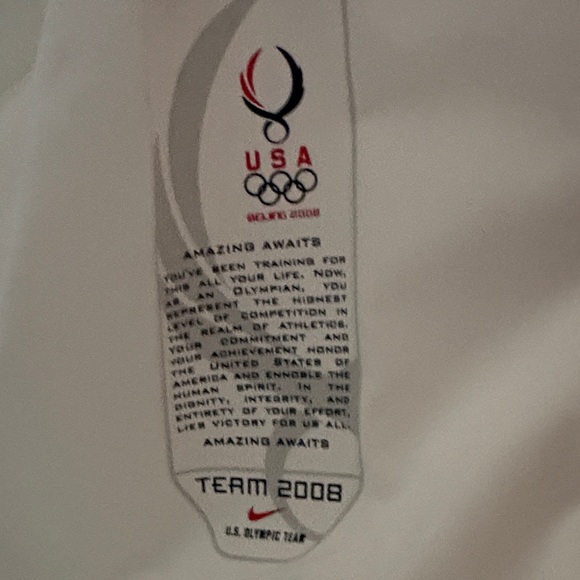 USA
BEIJING 2008
AMAZING AWAITS
YOU'VE BEEN TRAINING FOR
THIS ALL YOUR LIFE. NOW,
AS AN OLYMPIAN, YOU
REPRESENT THE HIGHEST
LEVEL OF COMPETITION IN
THE REALM OF ATHLETICS.
YOUR COMMITMENT AND
YOUR ACHIEVEMENT HONOR
THE UNITED STATES OF
AMERICA AND ENNOBLE THE
HUMAN SPIRIT. IN THE
DIGNITY, INTEGRITY, AND
ENTIRETY OF YOUR EFFORT,
LIES VICTORY FOR US ALL.
AMAZING AWAITS
TEAM 2008
U.S. OLYMPIC TEAM